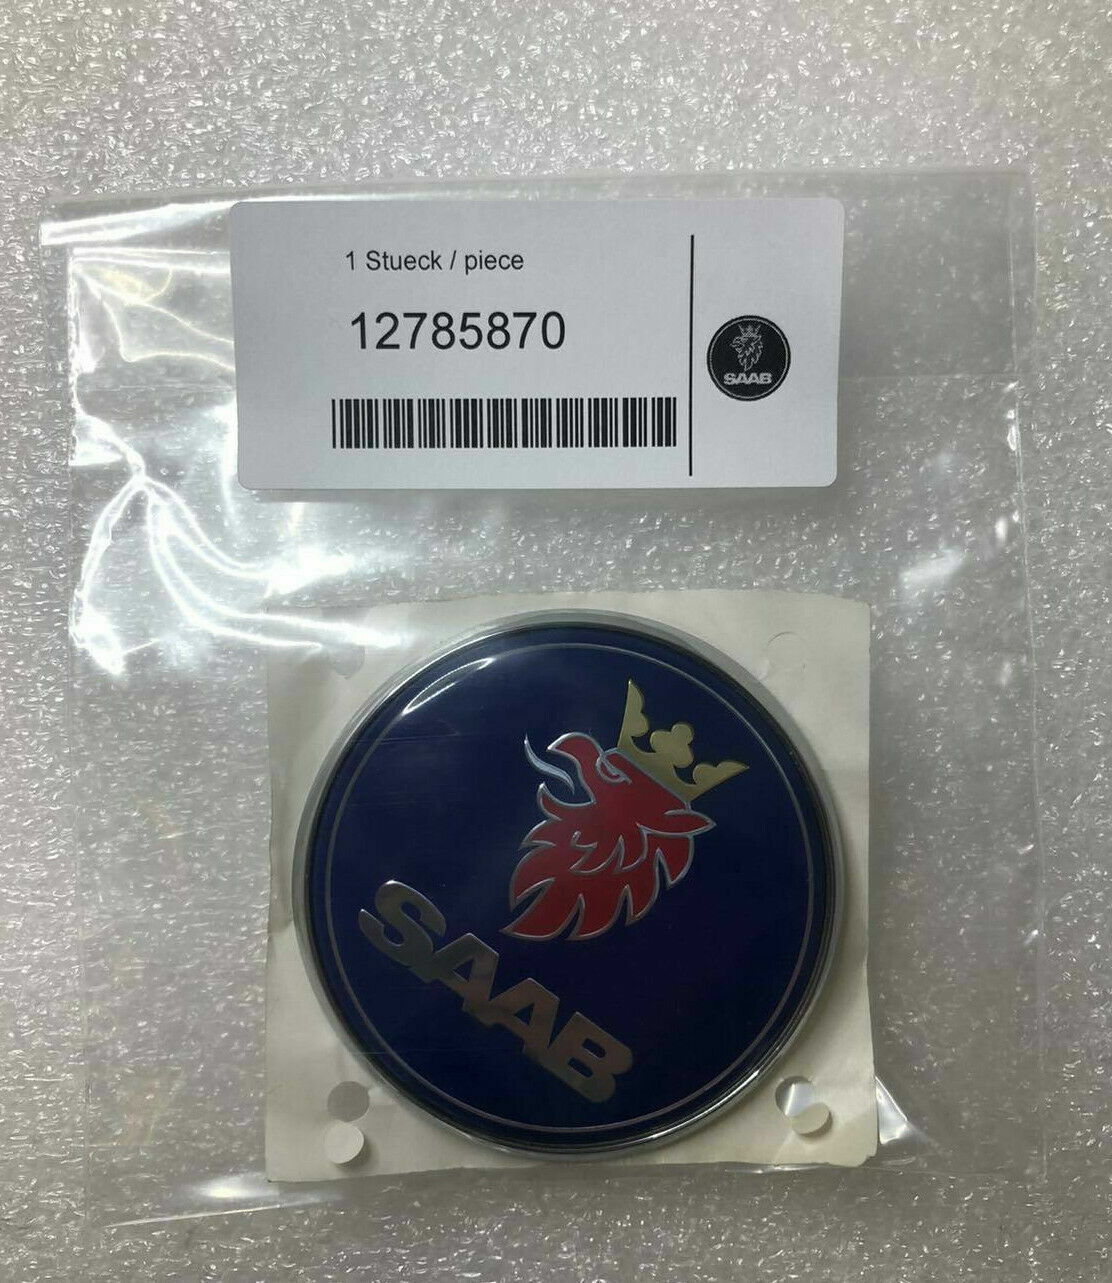 1 Stueck / piece
12785870
SAAB
SAAB